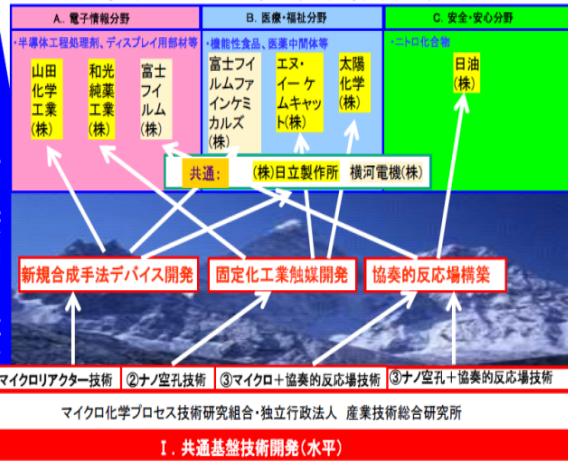 A. 電子情報分野
B. 医療・福祉分野
C. 安全・安心分野
・半導体工程処理剤、ディスプレイ用部材等
・機能性食品、医薬中間体等
・ニトロ化合物
山田
化学
工業
(株)
和光
純薬
工業
(株)
富士
フイ
ルム
(株)
富士フイ
ルムファ
インケミ
カルズ
(株)
エヌ・
イー ケ
ムキャッ
ト(株)
太陽
化学
(株)
日油
(株)
共通: (株)日立製作所 横河電機(株)
新規合成手法デバイス開発
固定化工業触媒開発
協奏的反応場構築
マイクロリアクター技術
②ナノ空孔技術
③マイクロ+協奏的反応場技術
③ナノ空孔+協奏的反応場技術
マイクロ化学プロセス技術研究組合・独立行政法人 産業技術総合研究所
Ⅰ. 共通基盤技術開発(水平)